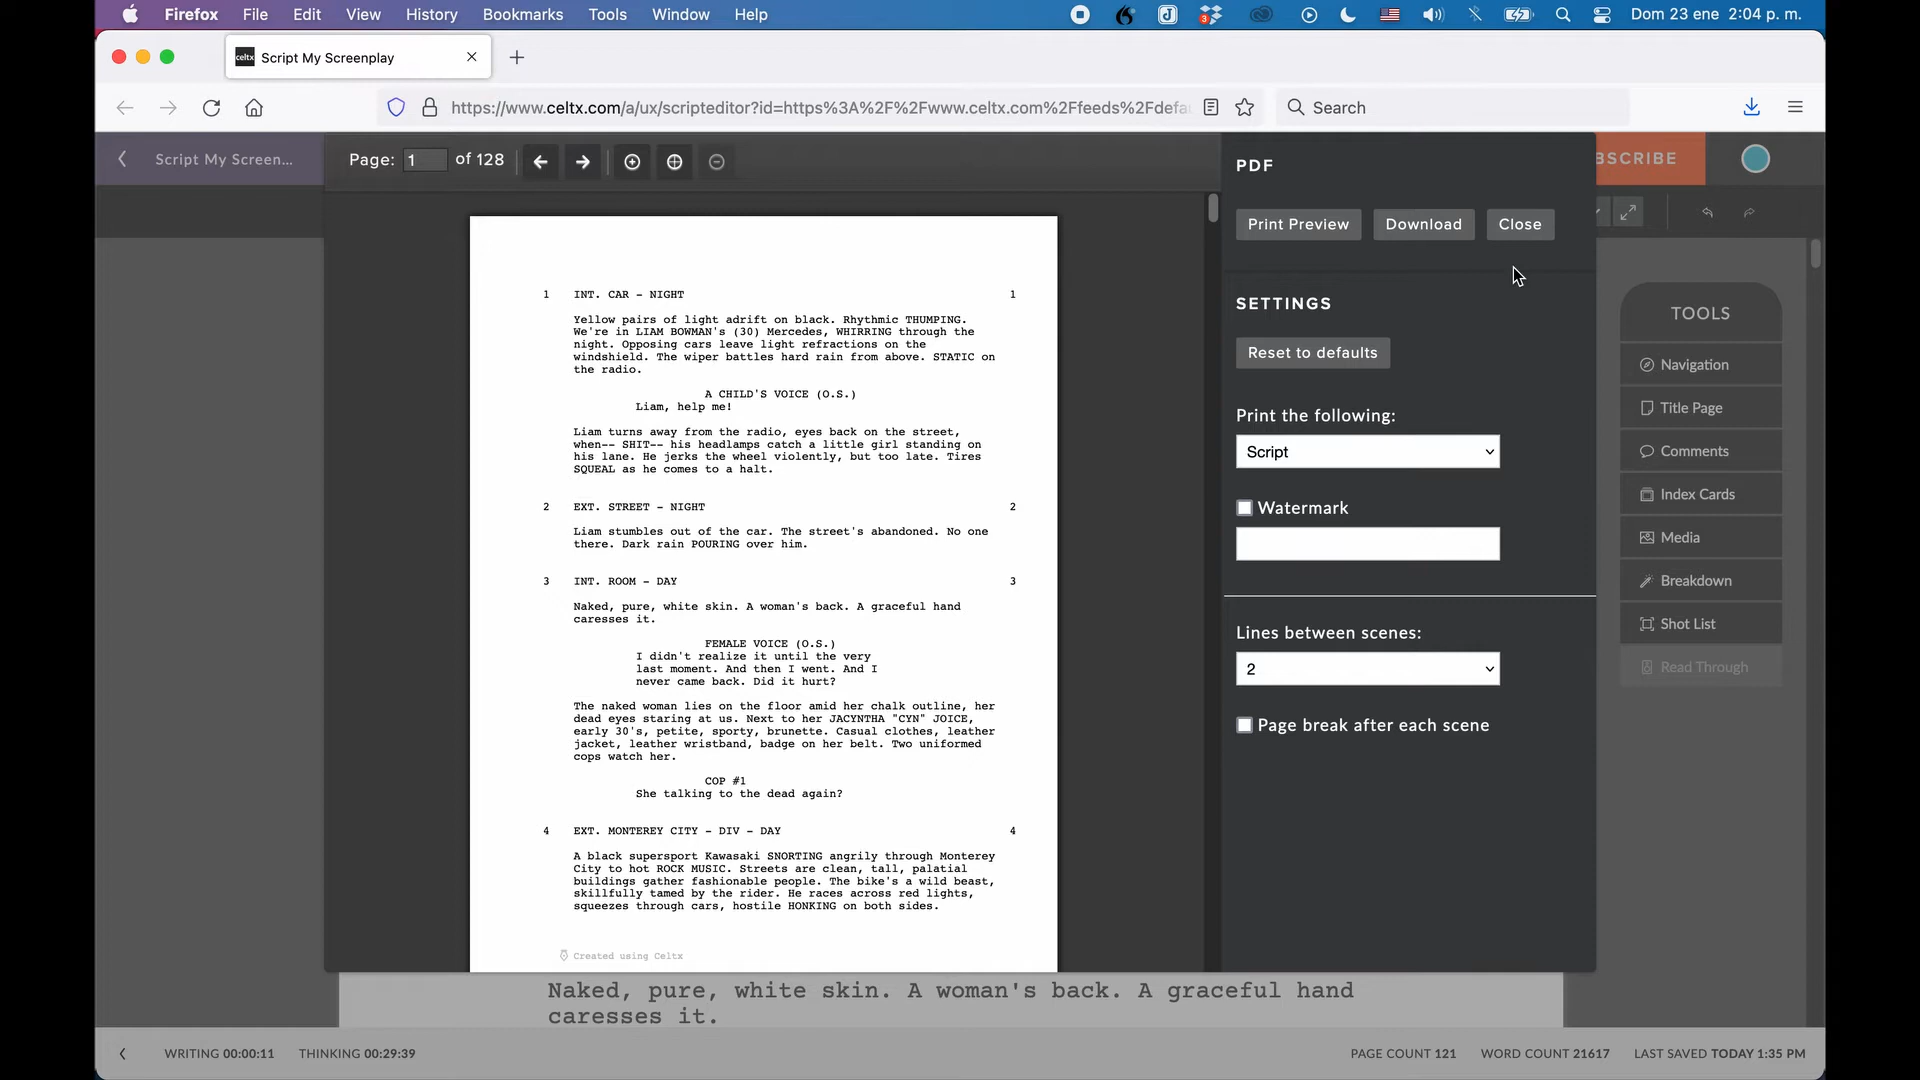 Firefox File Edit View History Bookmarks Tools Window Help
3
Dom 23 ene 2:04 p. m.
celtx Script My Screenplay
https://www.celtx.com/a/ux/scripteditor?id=https%3A%2F%2Fwww.celtx.com%2Ffeeds%2Fdefa
Search
Script My Screen...
Page: 1 of 128
PDF
BSCRIBE
Print Preview Download Close
SETTINGS
Reset to defaults
Print the following:
Script
Watermark
Lines between scenes:
2
Page break after each scene
TOOLS
Navigation
Title Page
Comments
Index Cards
Media
Breakdown
Shot List
Read Through
1 INT. CAR - NIGHT 1
Yellow pairs of light adrift on black. Rhythmic THUMPING.
We're in LIAM BOWMAN's (30) Mercedes, WHIRRING through the
night. Opposing cars leave light refractions on the
windshield. The wiper battles hard rain from above. STATIC on
the radio.
A CHILD'S VOICE (O.S.)
Liam, help me!
Liam turns away from the radio, eyes back on the street,
when-- SHIT-- his headlamps catch a little girl standing on
his lane. He jerks the wheel violently, but too late. Tires
SQUEAL as he comes to a halt.
2 EXT. STREET - NIGHT 2
Liam stumbles out of the car. The street's abandoned. No one
there. Dark rain POURING over him.
3 INT. ROOM - DAY 3
Naked, pure, white skin. A woman's back. A graceful hand
caresses it.
FEMALE VOICE (O.S.)
I didn't realize it until the very
last moment. And then I went. And I
never came back. Did it hurt?
The naked woman lies on the floor amid her chalk outline, her
dead eyes staring at us. Next to her JACYNTHA "CYN" JOICE,
early 30's, petite, sporty, brunette. Casual clothes, leather
jacket, leather wristband, badge on her belt. Two uniformed
cops watch her.
COP #1
She talking to the dead again?
4 EXT. MONTEREY CITY - DIV - DAY 4
A black supersport Kawasaki SNORTING angrily through Monterey
City to hot ROCK MUSIC. Streets are clean, tall, palatial
buildings gather fashionable people. The bike's a wild beast,
skillfully tamed by the rider. He races across red lights,
squeezes through cars, hostile HONKING on both sides.
Created using Celtx
Naked, pure, white skin. A woman's back. A graceful hand
caresses it.
WRITING 00:00:11 THINKING 00:29:39
PAGE COUNT 121 WORD COUNT 21617 LAST SAVED TODAY 1:35 PM